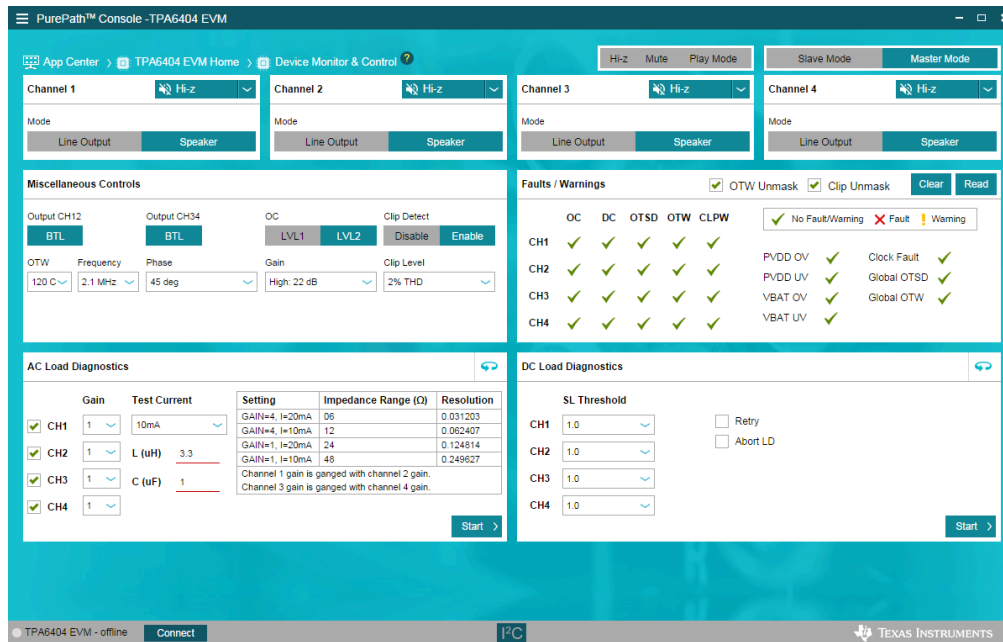 PurePath™ Console -TPA6404 EVM
App Center > TPA6404 EVM Home > Device Monitor & Control ?
Hi-z Mute Play Mode
Slave Mode Master Mode
Channel 1 Hi-z
Mode
Line Output Speaker
Channel 2 Hi-z
Mode
Line Output Speaker
Channel 3 Hi-z
Mode
Line Output Speaker
Channel 4 Hi-z
Mode
Line Output Speaker
Miscellaneous Controls
Output CH12 Output CH34 OC Clip Detect
BTL BTL LVL1 LVL2 Disable Enable
OTW Frequency Phase Gain Clip Level
120 C 2.1 MHz 45 deg High: 22 dB 2% THD
Faults / Warnings OTW Unmask Clip Unmask Clear Read
OC DC OTSD OTW CLPW
No Fault/Warning Fault Warning
CH1
CH2
CH3
CH4
PVDD OV Clock Fault
PVDD UV Global OTSD
VBAT OV Global OTW
VBAT UV
AC Load Diagnostics
Gain Test Current
CH1 1 10mA
CH2 1 L (uH) 3.3
CH3 1 C (uF) 1
CH4 1
Setting Impedance Range (Ω) Resolution
GAIN=4, I=20mA 06 0.031203
GAIN=4, I=10mA 12 0.062407
GAIN=1, I=20mA 24 0.124814
GAIN=1, I=10mA 48 0.249627
Channel 1 gain is ganged with channel 2 gain.
Channel 3 gain is ganged with channel 4 gain.
Start >
DC Load Diagnostics
SL Threshold
CH1 1.0
CH2 1.0
CH3 1.0
CH4 1.0
Retry
Abort LD
Start >
TPA6404 EVM - offline Connect I²C TEXAS INSTRUMENTS